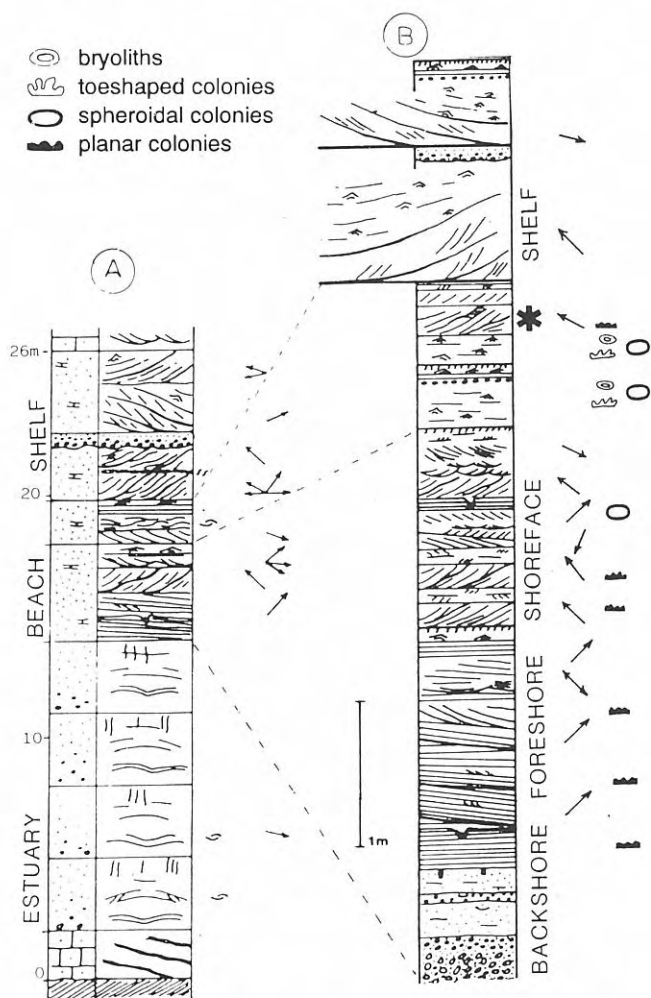 A
B
bryoliths
toeshaped colonies
spheroidal colonies
planar colonies
26m
20
10
0
SHELF
BEACH
ESTUARY
1m
SHELF
SHOREFACE
FORESHORE
BACKSHORE